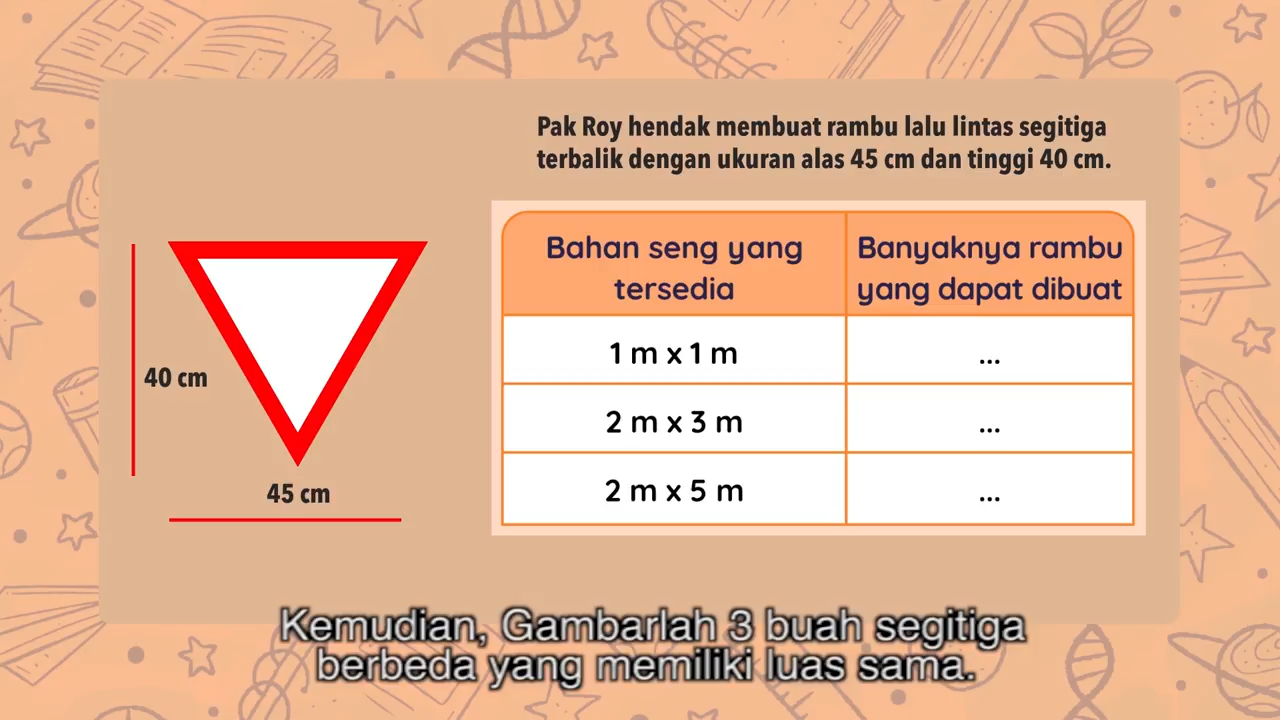 Pak Roy hendak membuat rambu lalu lintas segitiga
terbalik dengan ukuran alas 45 cm dan tinggi 40 cm.
Bahan seng yang
tersedia
Banyaknya rambu
yang dapat dibuat
1 m x 1 m
...
2 m x 3 m
...
2 m x 5 m
...
40 cm
45 cm
Kemudian, Gambarlah 3 buah segitiga
berbeda yang memiliki luas sama.